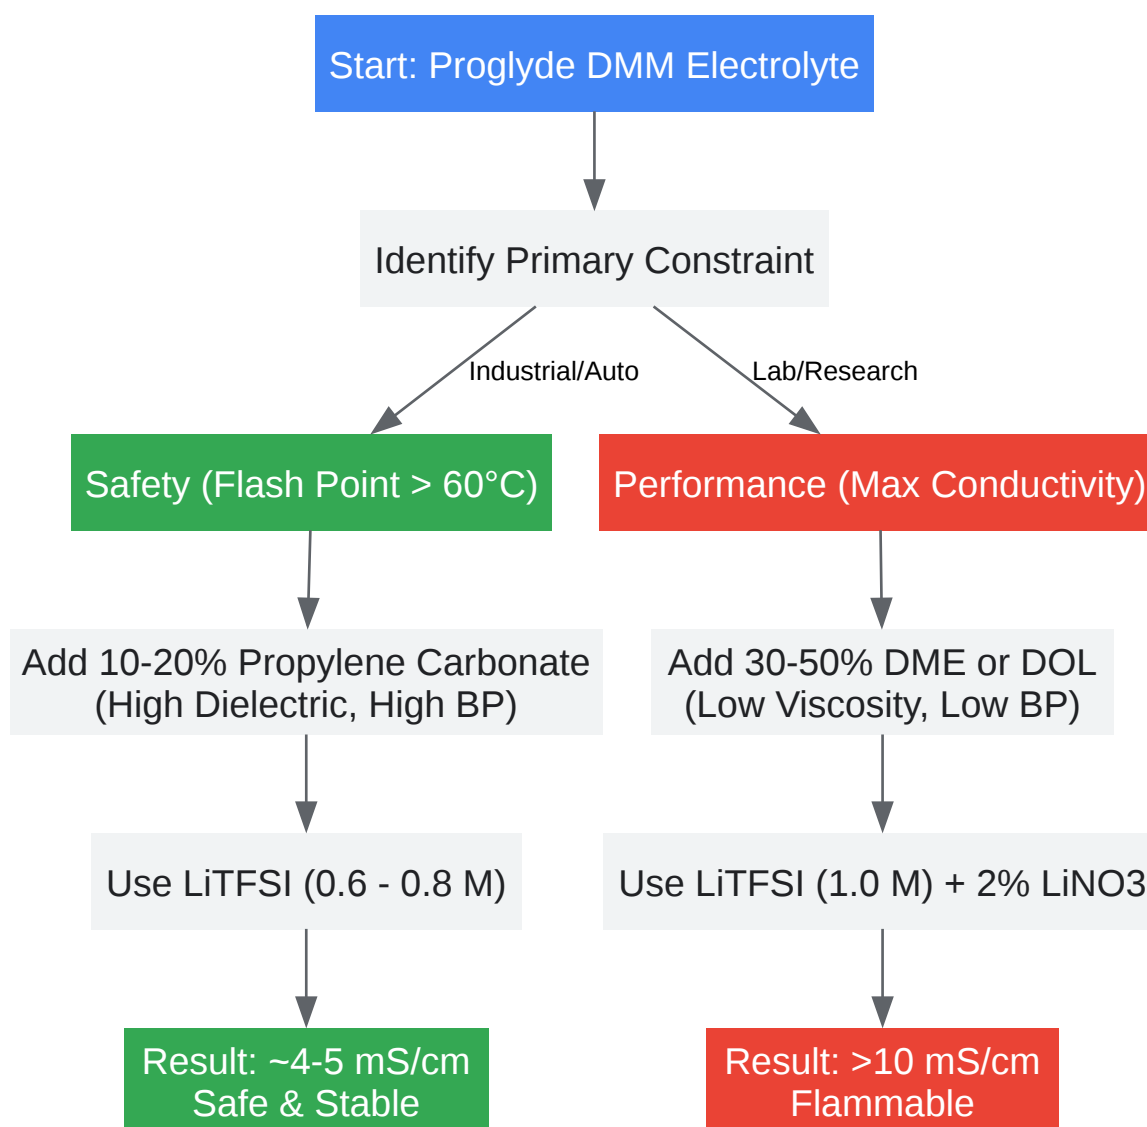 Start: Proglyde DMM Electrolyte
Identify Primary Constraint
Industrial/Auto
Lab/Research
Safety (Flash Point > 60°C)
Performance (Max Conductivity)
Add 10-20% Propylene Carbonate
(High Dielectric, High BP)
Add 30-50% DME or DOL
(Low Viscosity, Low BP)
Use LiTFSI (0.6 - 0.8 M)
Use LiTFSI (1.0 M) + 2% LiNO3
Result: ~4-5 mS/cm
Safe & Stable
Result: >10 mS/cm
Flammable